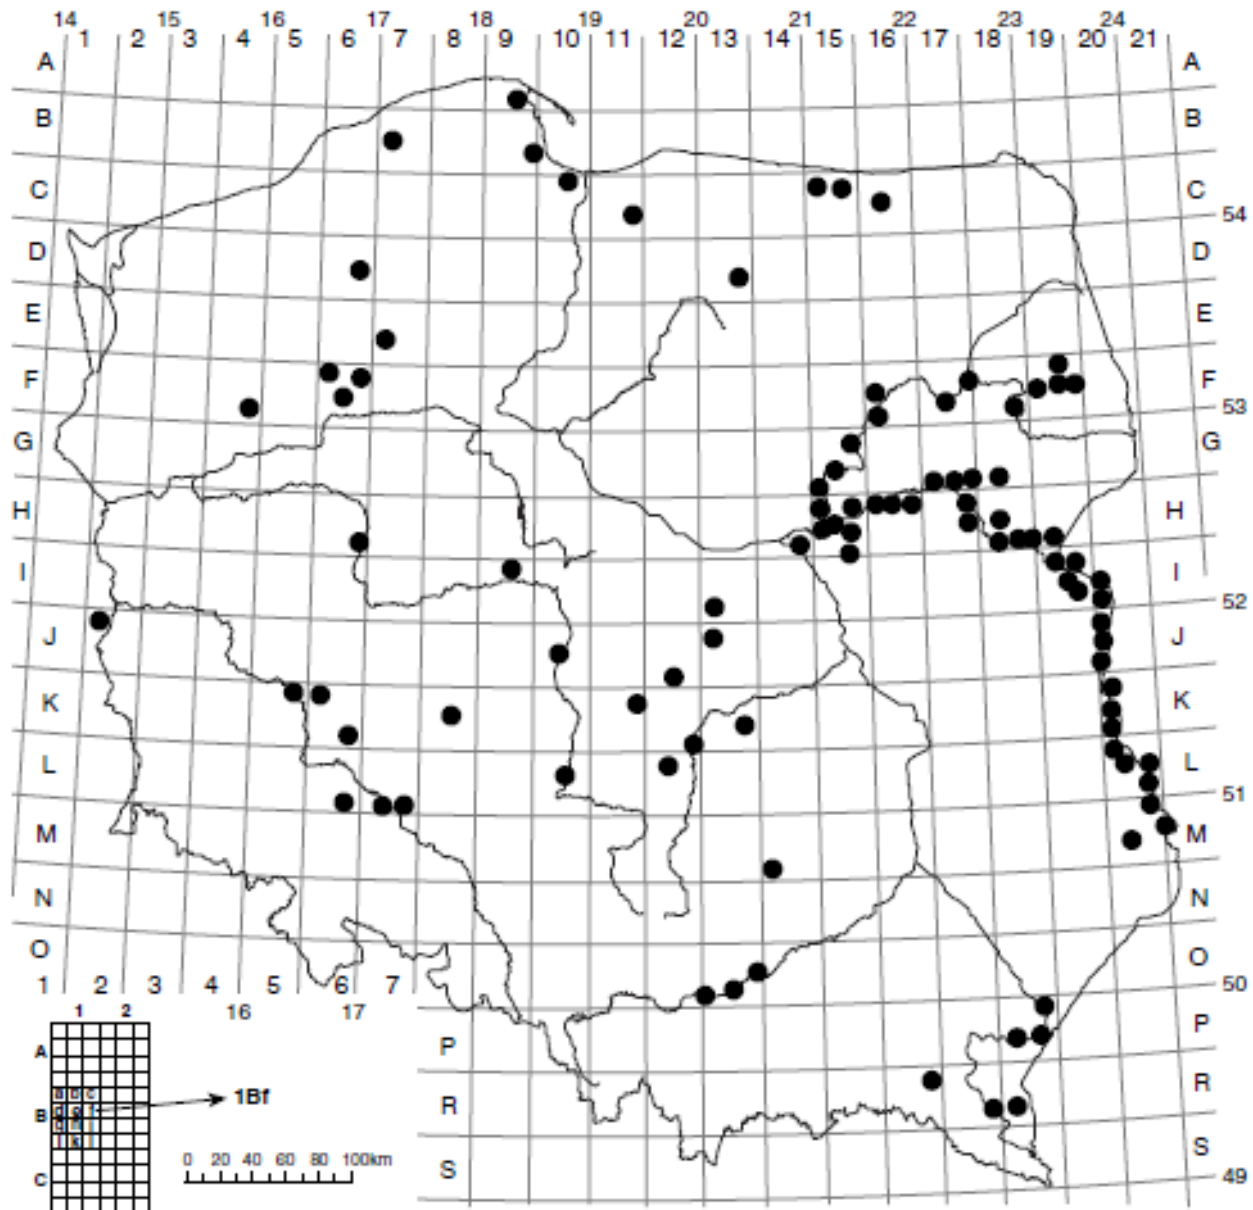 14 15 16 17 18 19 20 21 22 23 24
1 2 3 4 5 6 7 8 9 10 11 12 13 14 15 16 17 18 19 20 21
A A
B B
C C
54
D D
E E
F F
53
G G
H H
I I
52
J J
K K
L L
51
M M
N N
O O
1 2 3 4 5 6 7
50
16 17
1 2
P P
A
R R
a b c
1Bf
B
k
S S
0 20 40 60 80 100km
C
49